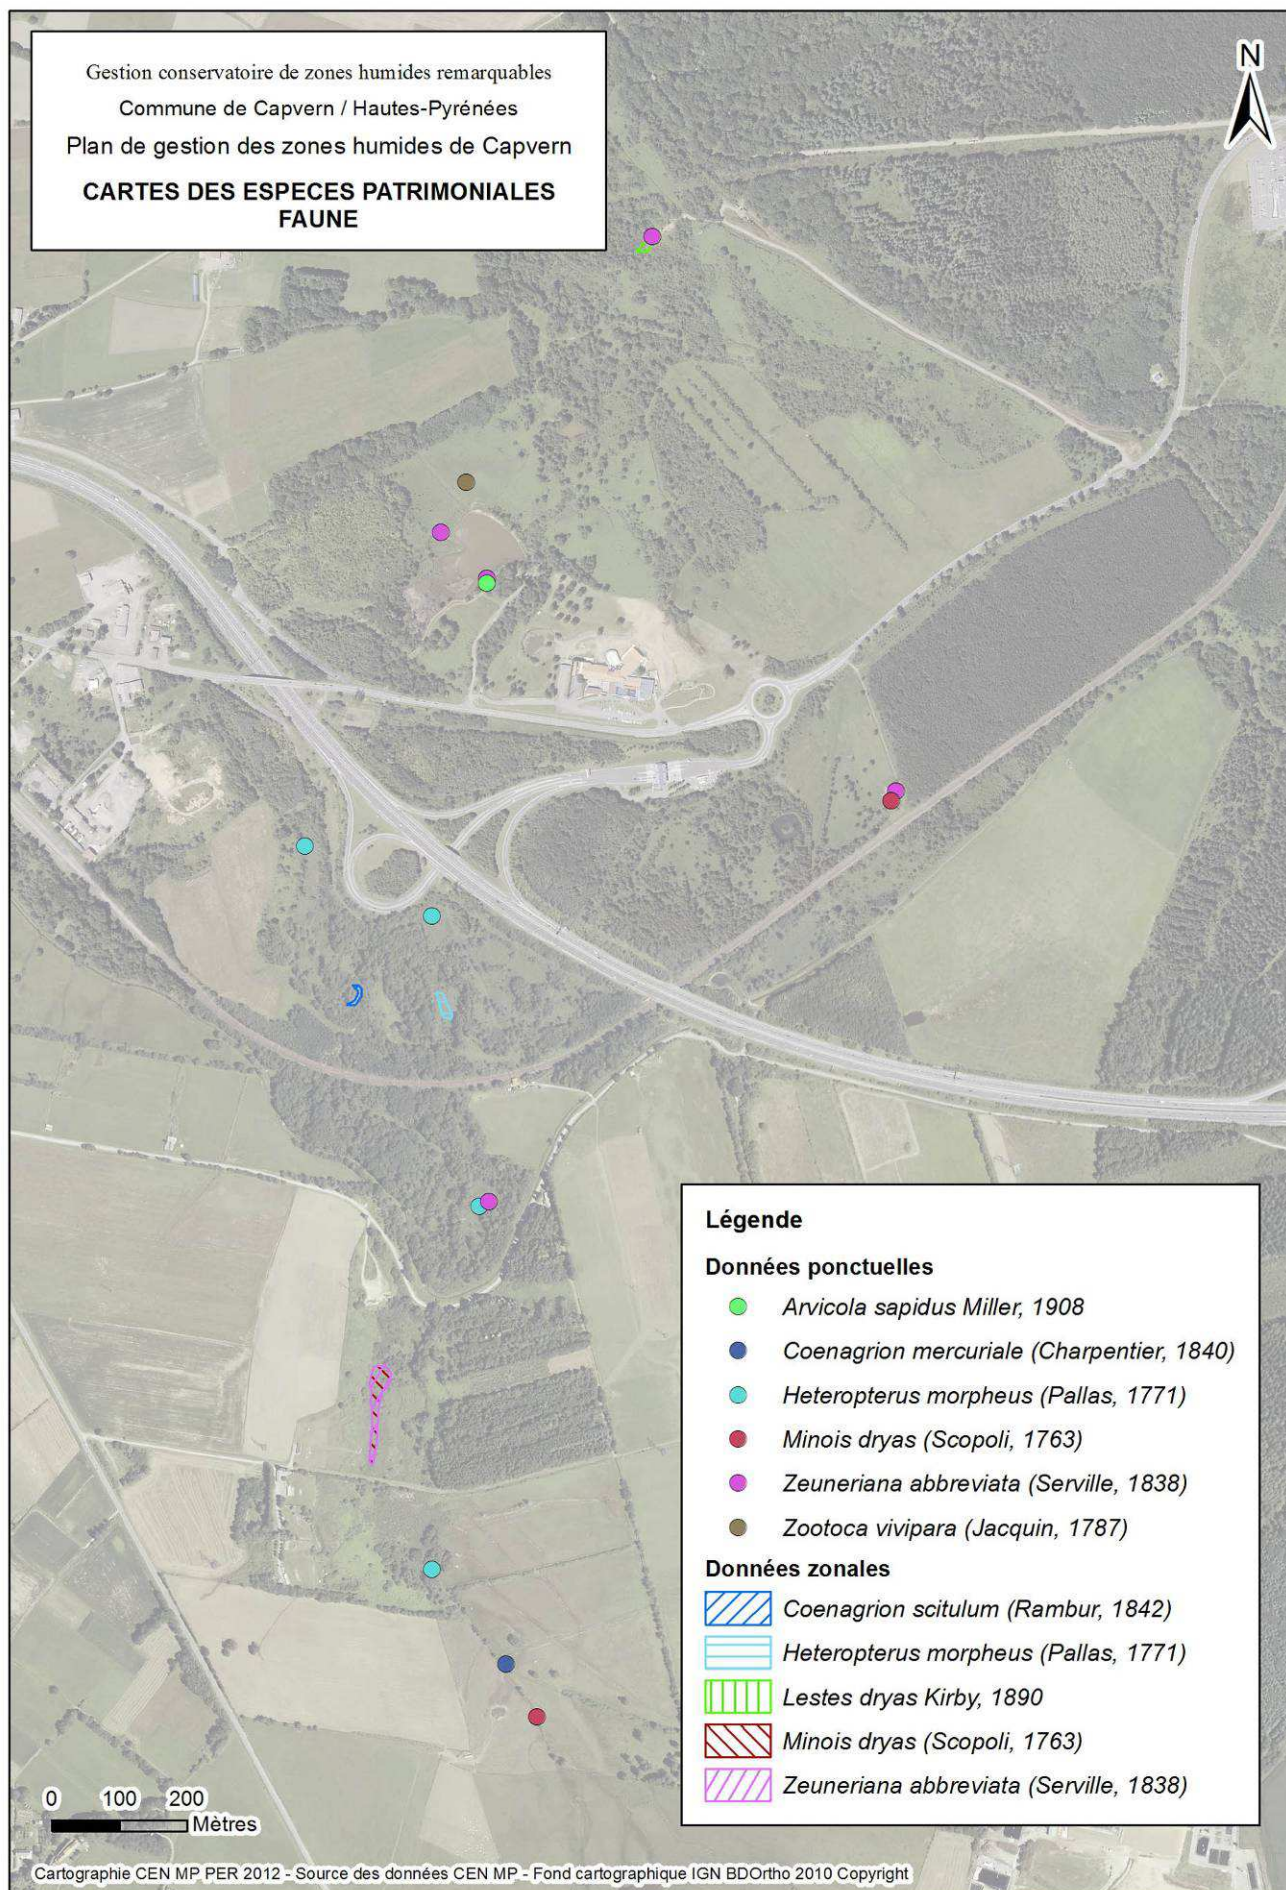 Gestion conservatoire de zones humides remarquables
Commune de Capvern / Hautes-Pyrénées
Plan de gestion des zones humides de Capvern
CARTES DES ESPECES PATRIMONIALES
FAUNE
N
Légende
Données ponctuelles
Arvicola sapidus Miller, 1908
Coenagrion mercuriale (Charpentier, 1840)
Heteropterus morpheus (Pallas, 1771)
Minois dryas (Scopoli, 1763)
Zeuneriana abbreviata (Serville, 1838)
Zootoca vivipara (Jacquin, 1787)
Données zonales
Coenagrion scitulum (Rambur, 1842)
Heteropterus morpheus (Pallas, 1771)
Lestes dryas Kirby, 1890
Minois dryas (Scopoli, 1763)
Zeuneriana abbreviata (Serville, 1838)
0 100 200
Mètres
Cartographie CEN MP PER 2012 - Source des données CEN MP - Fond cartographique IGN BDOrtho 2010 Copyright